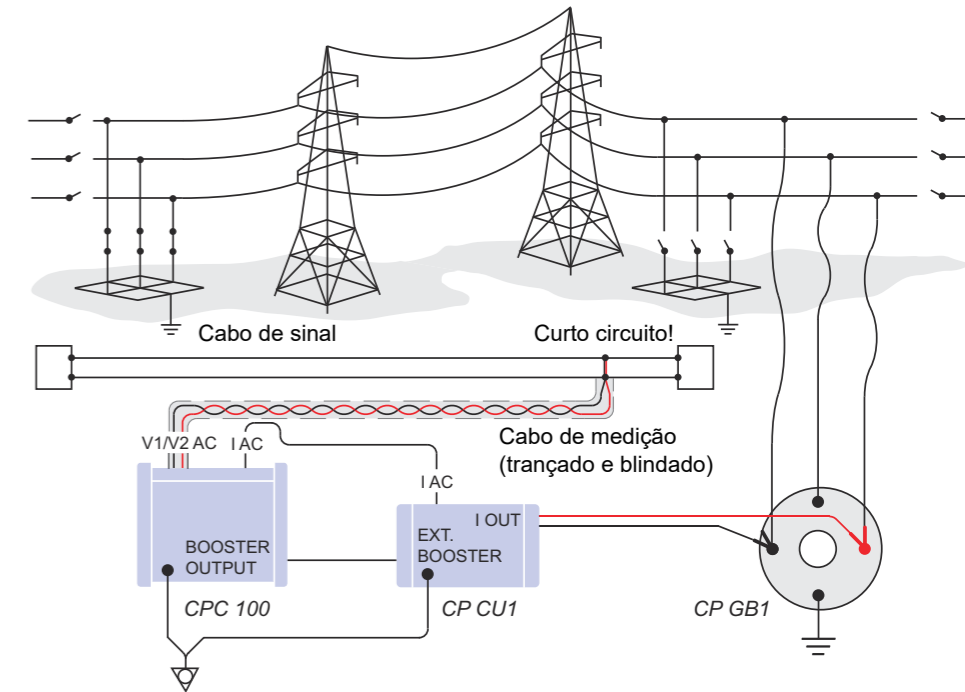 Cabo de sinal
Curto circuito!
Cabo de medição
(trançado e blindado)
V1/V2 AC
I AC
I AC
I OUT
EXT.
BOOSTER
BOOSTER
OUTPUT
CPC 100
CP CU1
CP GB1